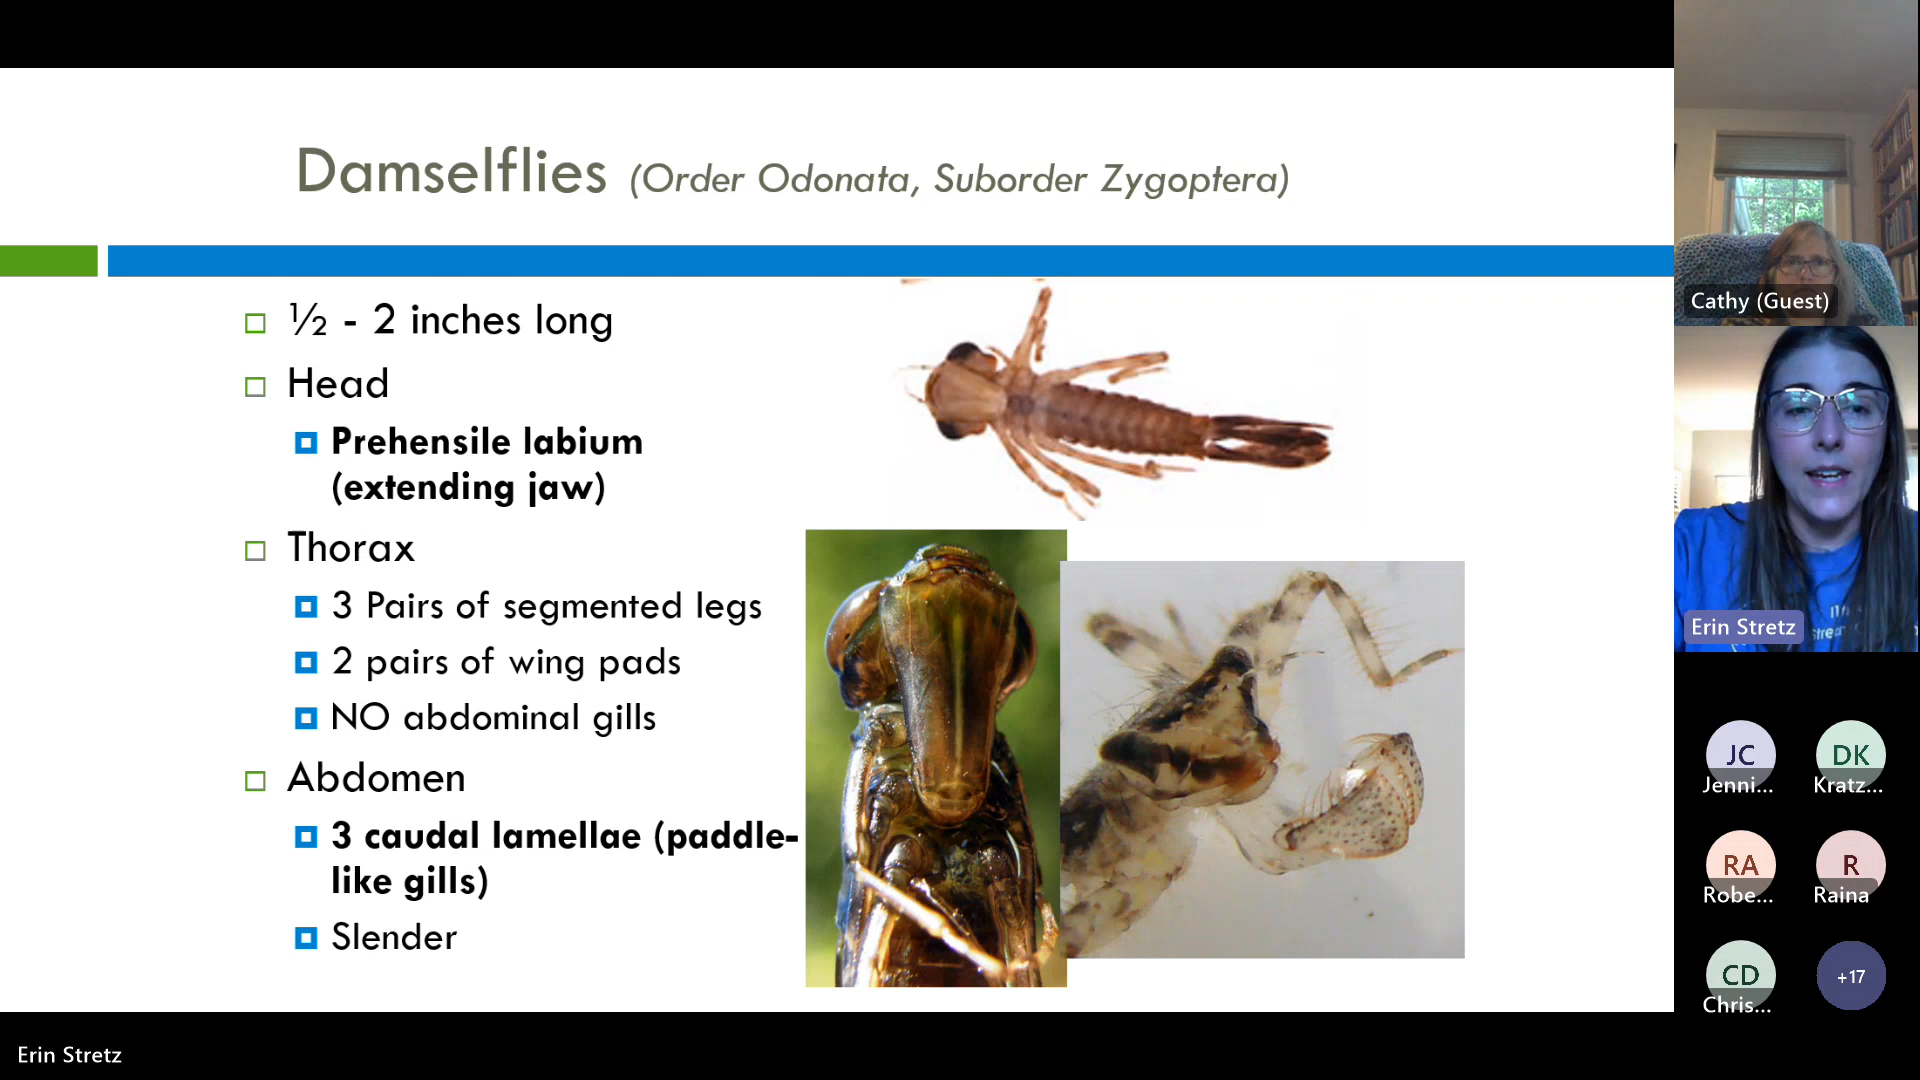 Damselflies (Order Odonata, Suborder Zygoptera)
½ - 2 inches long
Head
Prehensile labium
(extending jaw)
Thorax
3 Pairs of segmented legs
2 pairs of wing pads
NO abdominal gills
Abdomen
3 caudal lamellae (paddle-
like gills)
Slender
Cathy (Guest)
Erin Stretz
JC
Jenni...
DK
Kratz...
RA
Robe...
R
Raina
CD
Chris...
+17
Erin Stretz